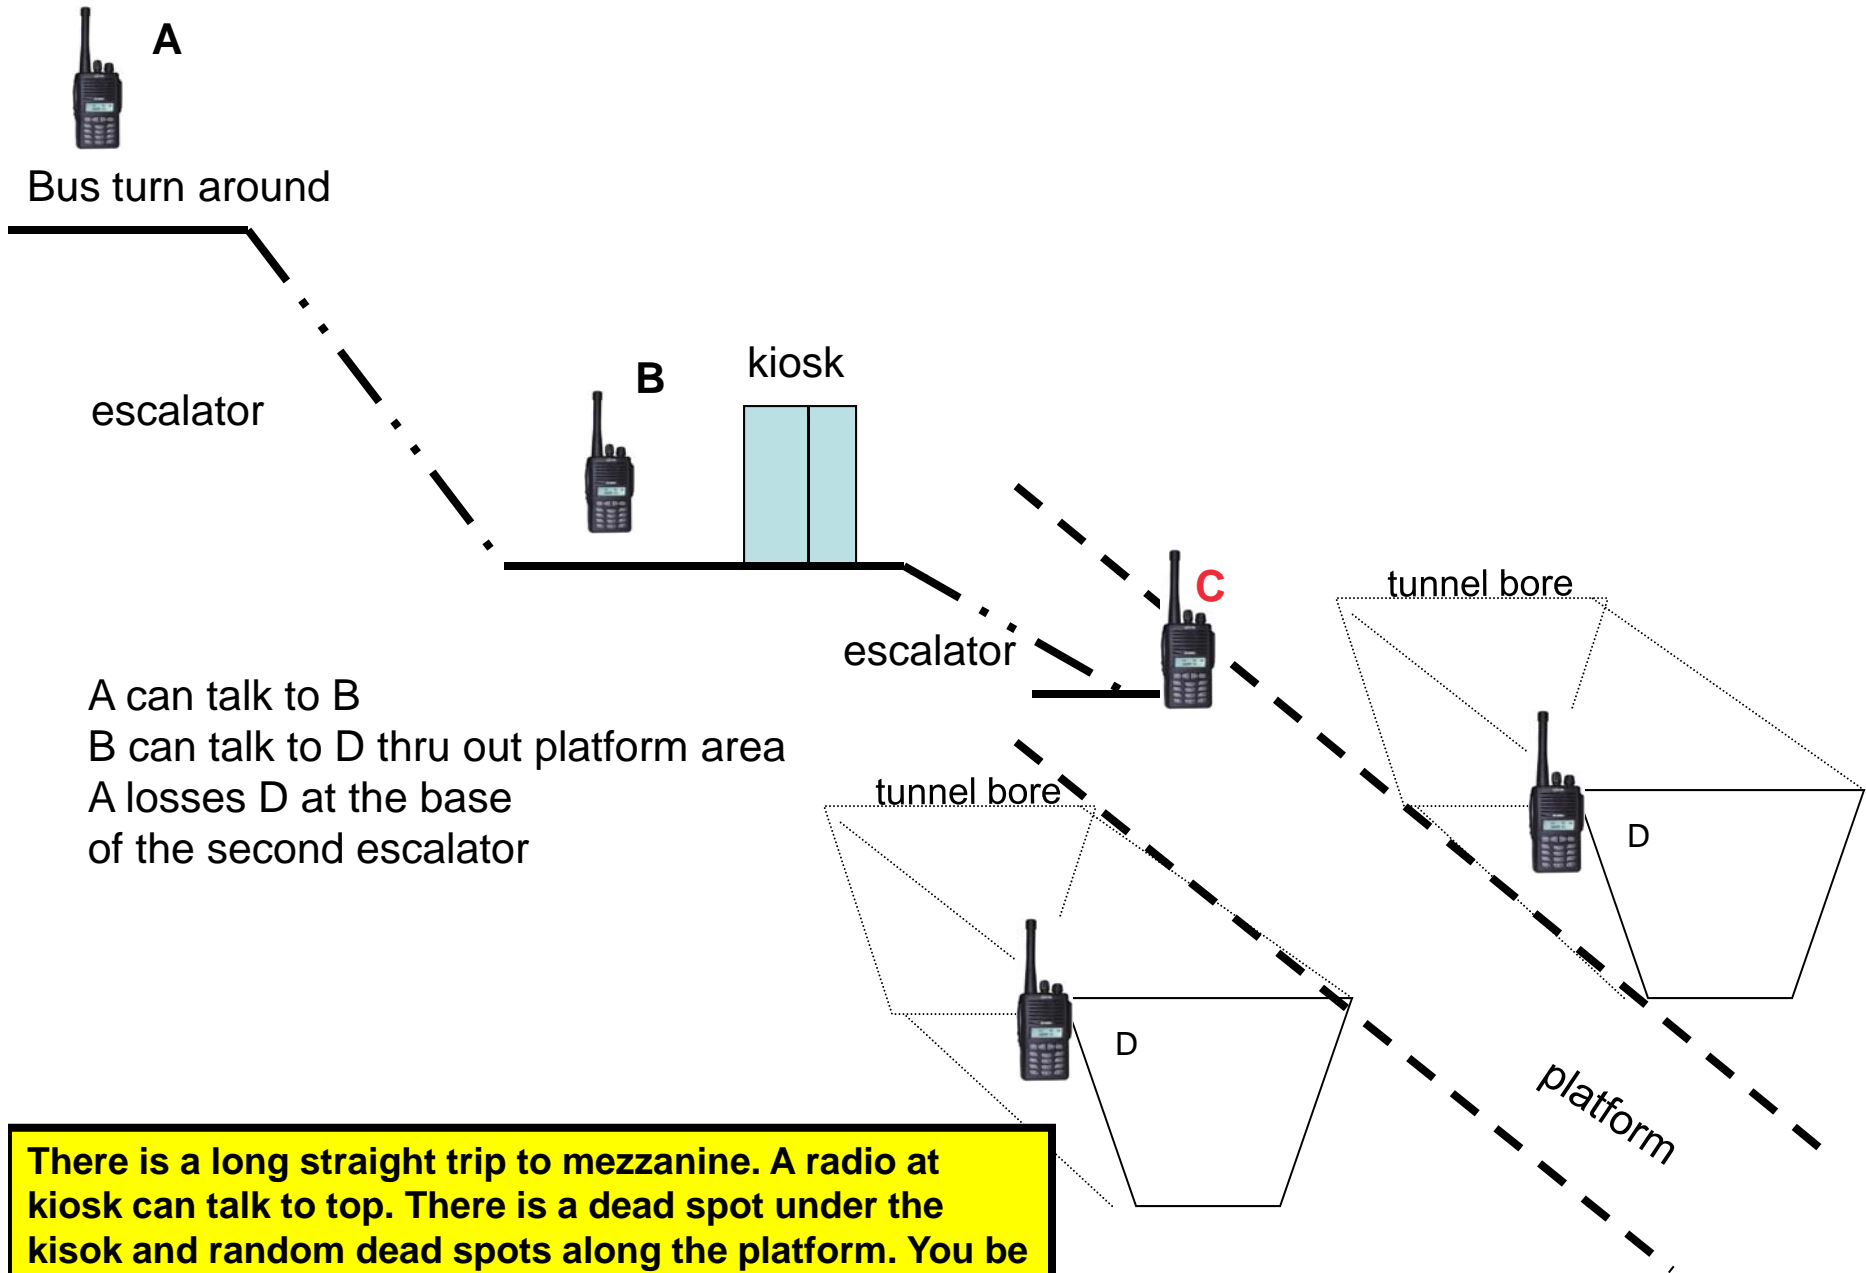 A
Bus turn around
escalator
B
kiosk
C
escalator
tunnel bore
A can talk to B
B can talk to D thru out platform area
A losses D at the base
of the second escalator
tunnel bore
D
D
platform
There is a long straight trip to mezzanine. A radio at
kiosk can talk to top. There is a dead spot under the
kisok and random dead spots along the platform. You be